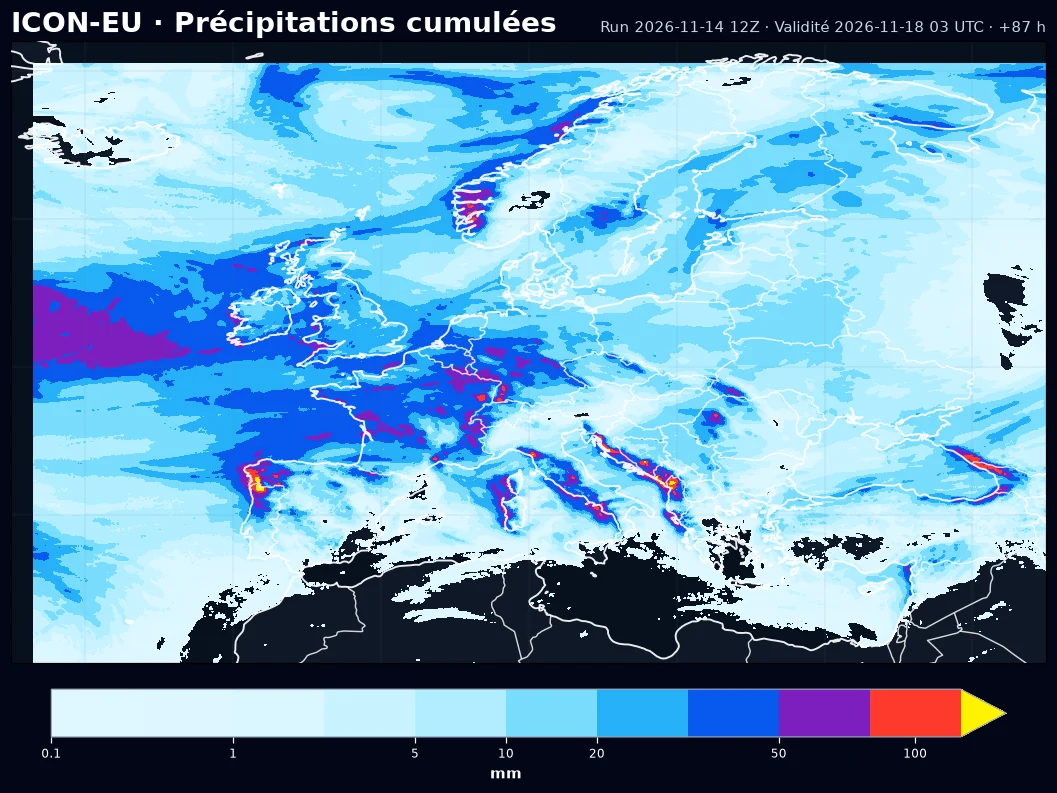 ICON-EU · Précipitations cumulées
Run 2026-11-14 12Z · Validité 2026-11-18 03 UTC · +87 h
0.1 1 5 10 20 50 100
mm